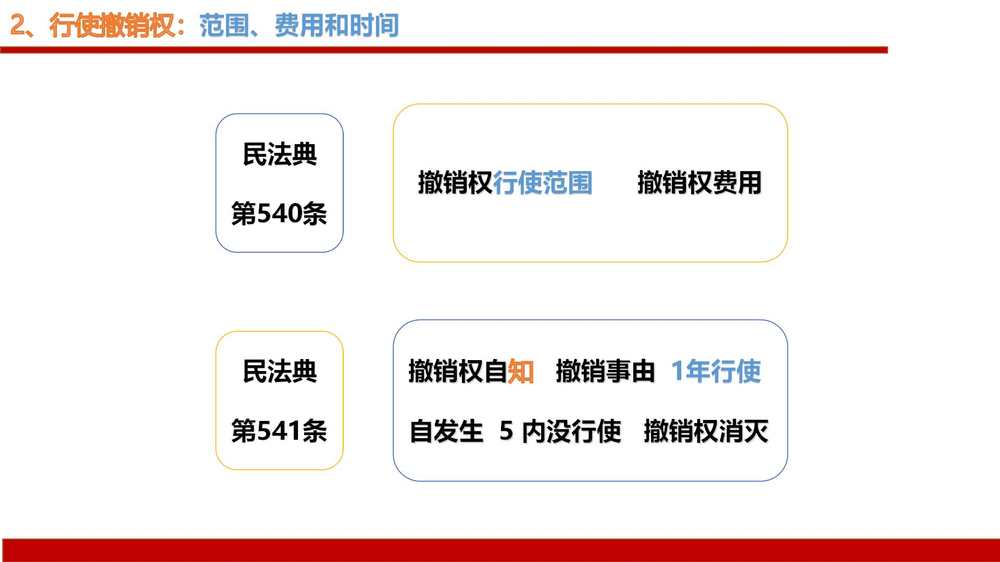 2、行使撤销权：范围、费用和时间
民法典
第540条
撤销权行使范围 撤销权费用
民法典
第541条
撤销权自知 撤销事由 1年行使
自发生 5 内没行使 撤销权消灭